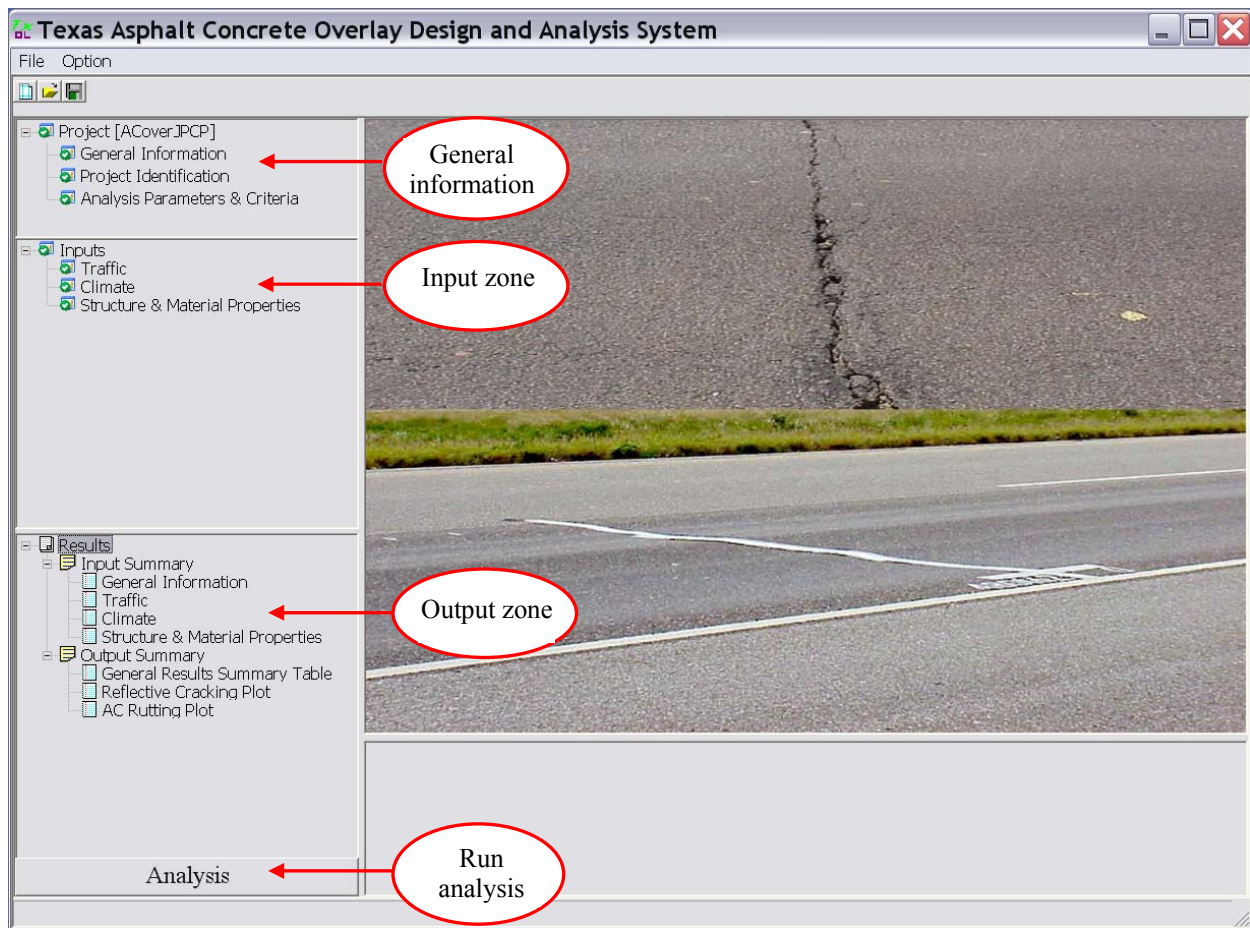 Texas Asphalt Concrete Overlay Design and Analysis System
File Option
Project [ACoverJPCP]
General Information
Project Identification
Analysis Parameters & Criteria
General
information
Inputs
Traffic
Climate
Structure & Material Properties
Input zone
Results
Input Summary
General Information
Traffic
Climate
Structure & Material Properties
Output Summary
General Results Summary Table
Reflective Cracking Plot
AC Rutting Plot
Output zone
Analysis
Run
analysis